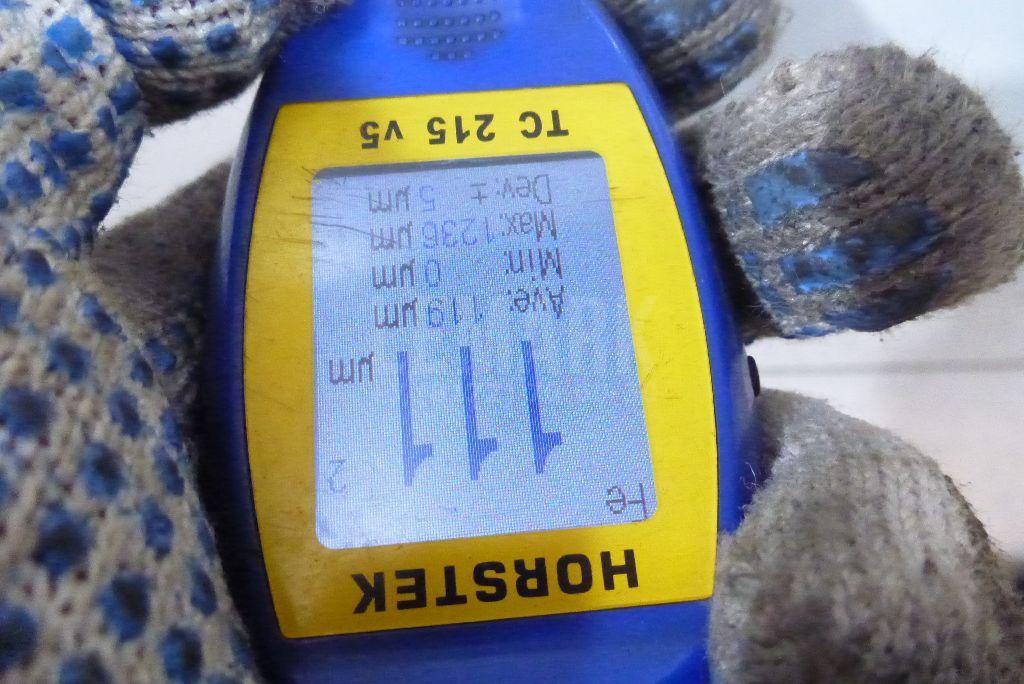 HORSTEK
Fe 2
111 µm
Ave: 119 µm
Min: 0 µm
Max:1236 µm
Dev:± 5 µm
TC 215 v5